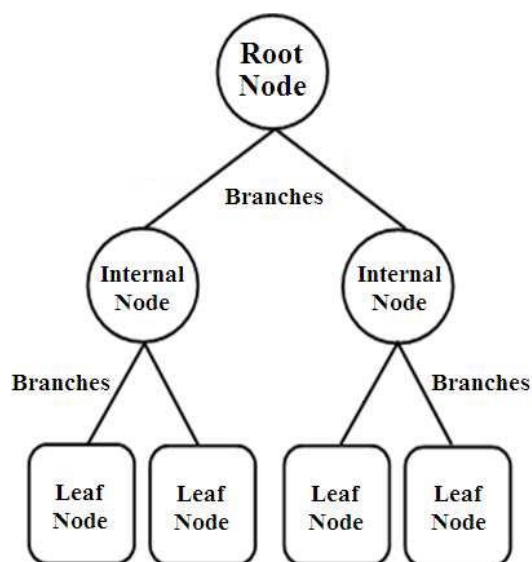 Root
Node
Branches
Internal
Node
Internal
Node
Branches
Branches
Leaf
Node
Leaf
Node
Leaf
Node
Leaf
Node